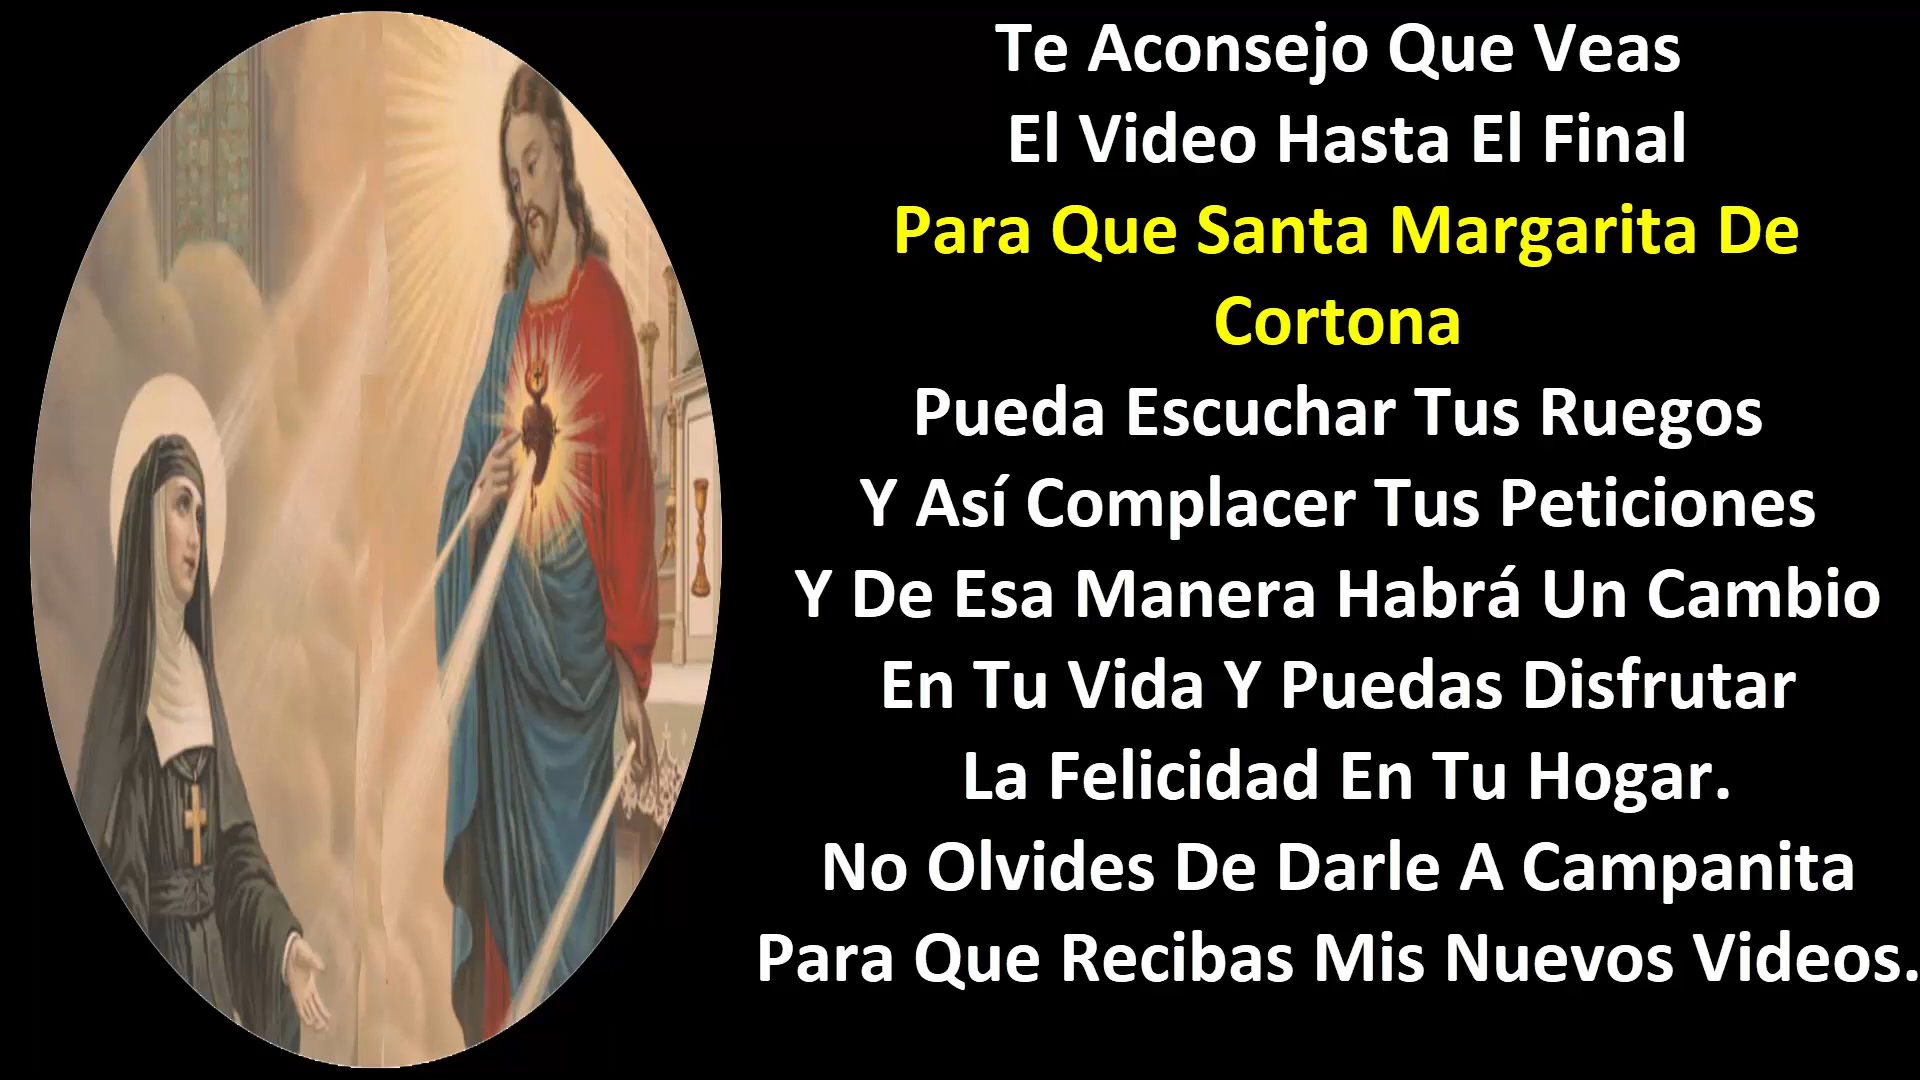 Te Aconsejo Que Veas
El Video Hasta El Final
Para Que Santa Margarita De
Cortona
Pueda Escuchar Tus Ruegos
Y Así Complacer Tus Peticiones
Y De Esa Manera Habrá Un Cambio
En Tu Vida Y Puedas Disfrutar
La Felicidad En Tu Hogar.
No Olvides De Darle A Campanita
Para Que Recibas Mis Nuevos Videos.